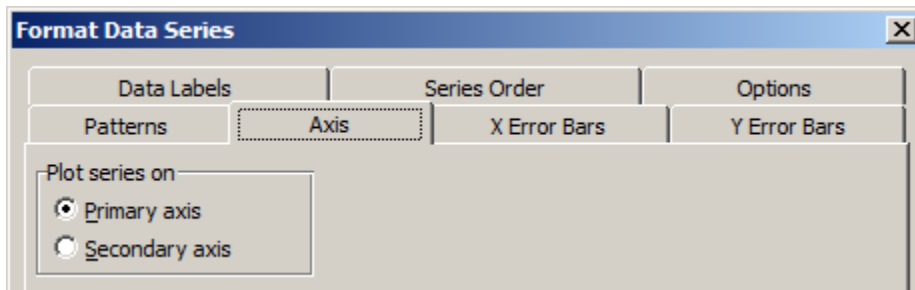 Format Data Series
Data Labels Series Order Options
Patterns Axis X Error Bars Y Error Bars
Plot series on
Primary axis
Secondary axis